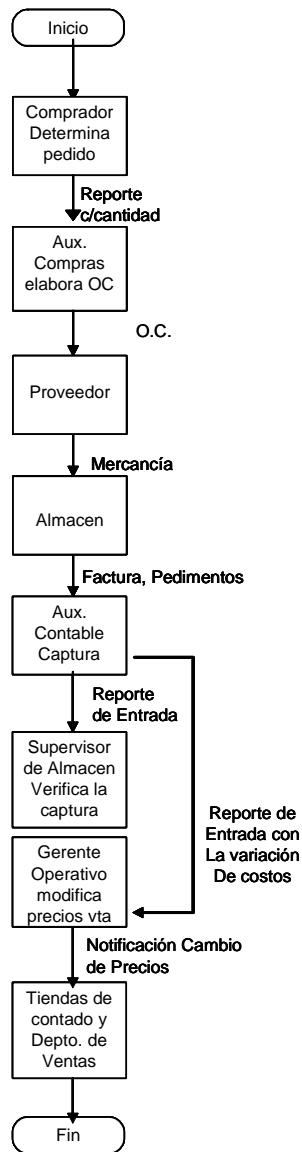 Inicio
Comprador
Determina
pedido
Reporte
c/cantidad
Aux.
Compras
elabora OC
O.C.
Proveedor
Mercancía
Almacen
Factura, Pedimentos
Aux.
Contable
Captura
Reporte
de Entrada
Supervisor
de Almacen
Verifica la
captura
Reporte de
Entrada con
La variación
De costos
Gerente
Operativo
modifica
precios vta
Notificación Cambio
de Precios
Tiendas de
contado y
Depto. de
Ventas
Fin